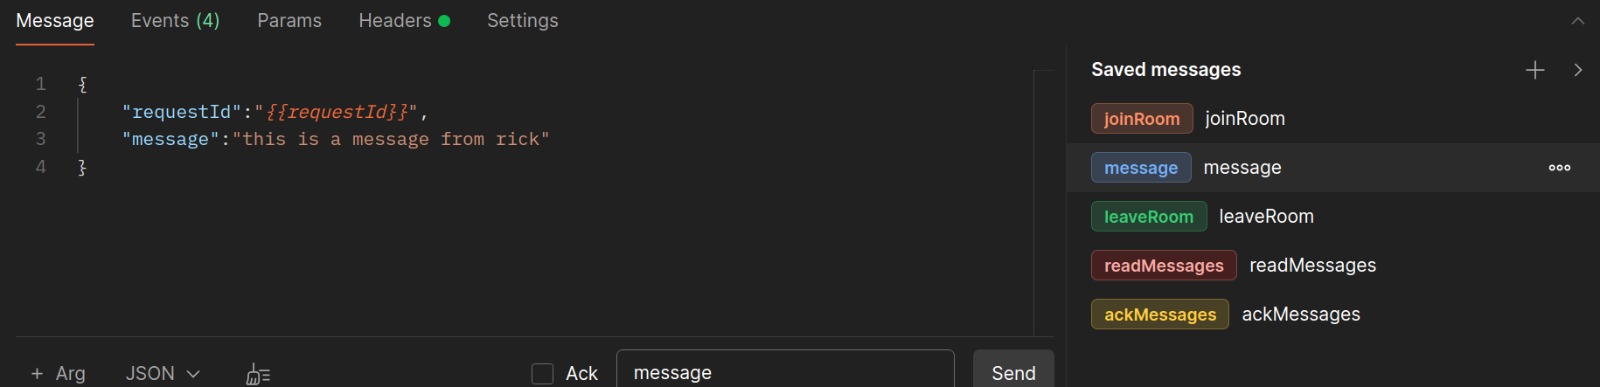 Message Events (4) Params Headers Settings
Saved messages
1 {
2 "requestId":"{{requestId}}",
3 "message":"this is a message from rick"
4 }
joinRoom joinRoom
message message
leaveRoom leaveRoom
readMessages readMessages
ackMessages ackMessages
+ Arg JSON Ack message Send